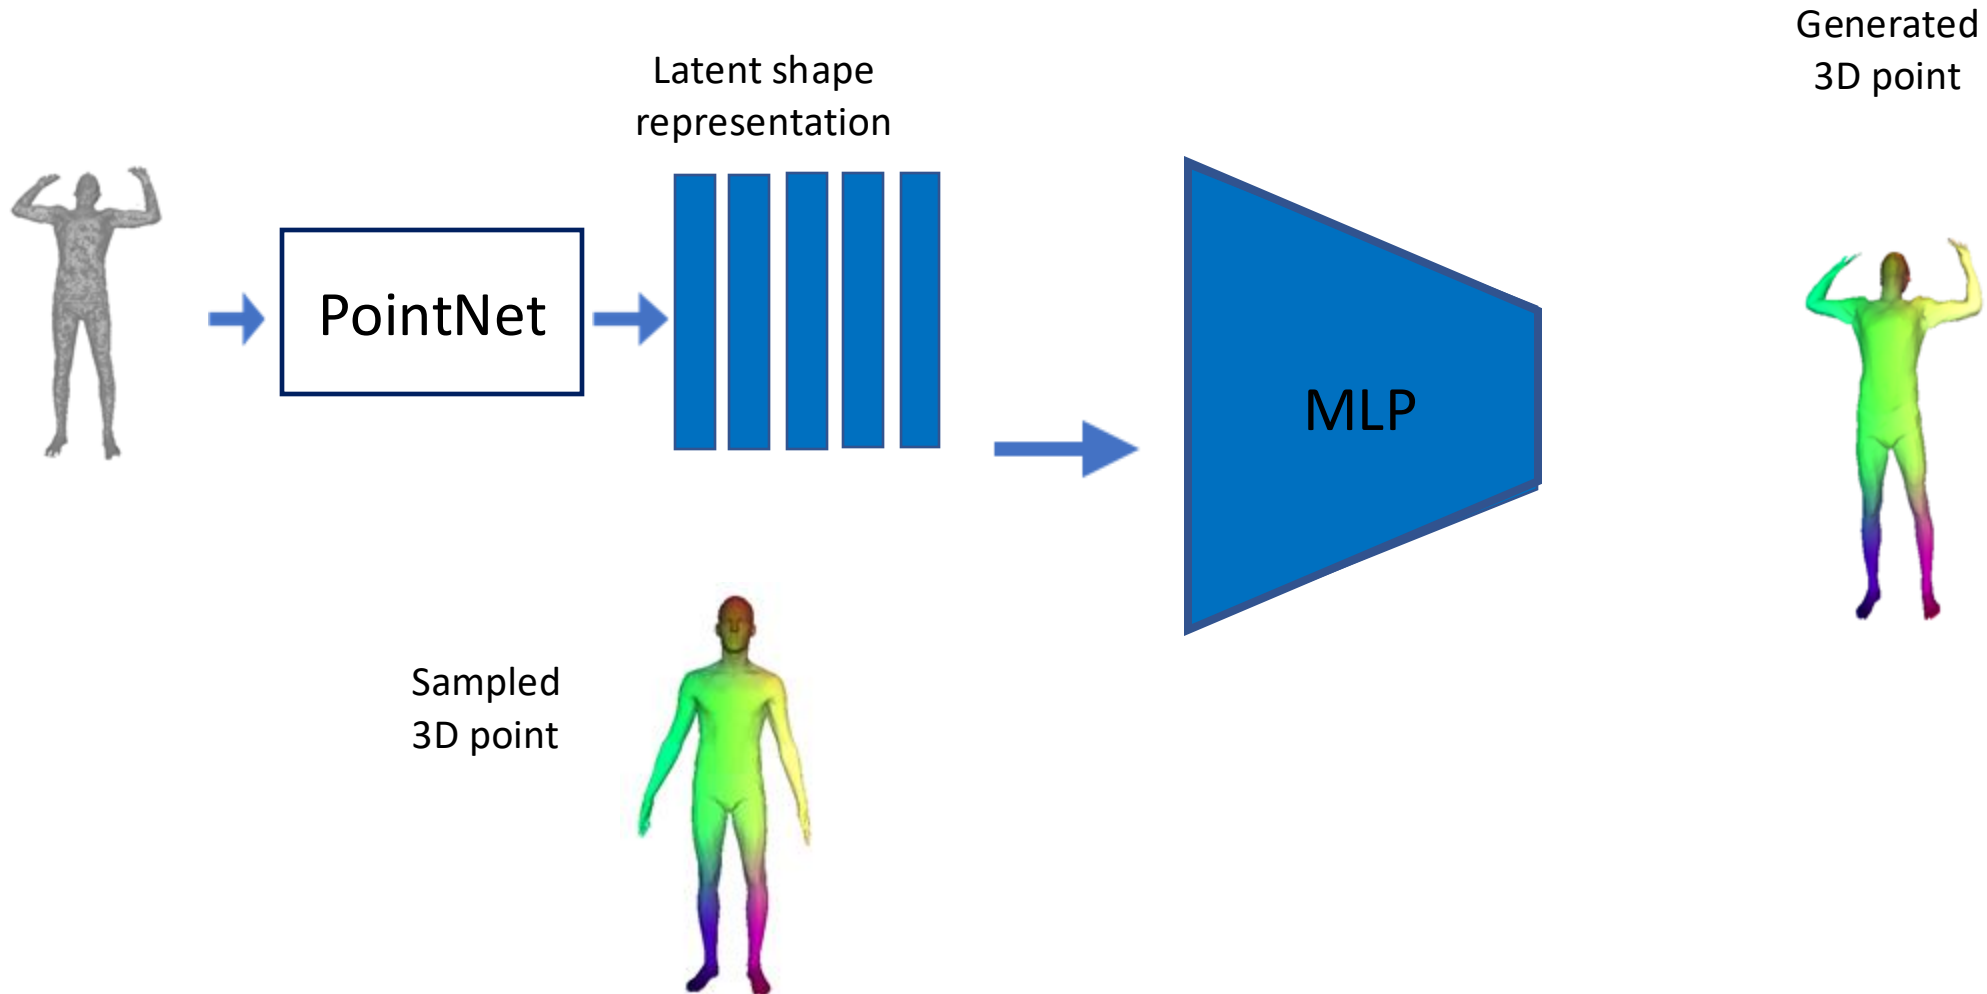 Generated
3D point
Latent shape
representation
PointNet
MLP
Sampled
3D point